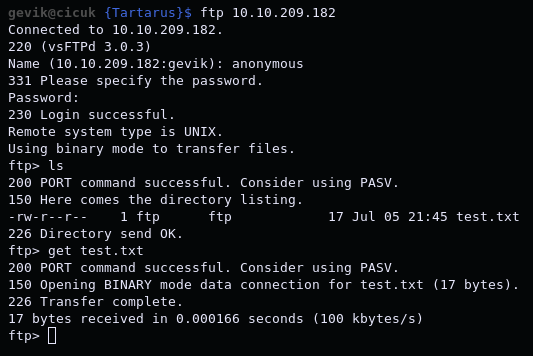 gevik@cicuk {Tartarus}$ ftp 10.10.209.182
Connected to 10.10.209.182.
220 (vsFTPd 3.0.3)
Name (10.10.209.182:gevik): anonymous
331 Please specify the password.
Password:
230 Login successful.
Remote system type is UNIX.
Using binary mode to transfer files.
ftp> ls
200 PORT command successful. Consider using PASV.
150 Here comes the directory listing.
-rw-r--r--    1 ftp      ftp            17 Jul 05 21:45 test.txt
226 Directory send OK.
ftp> get test.txt
200 PORT command successful. Consider using PASV.
150 Opening BINARY mode data connection for test.txt (17 bytes).
226 Transfer complete.
17 bytes received in 0.000166 seconds (100 kbytes/s)
ftp>